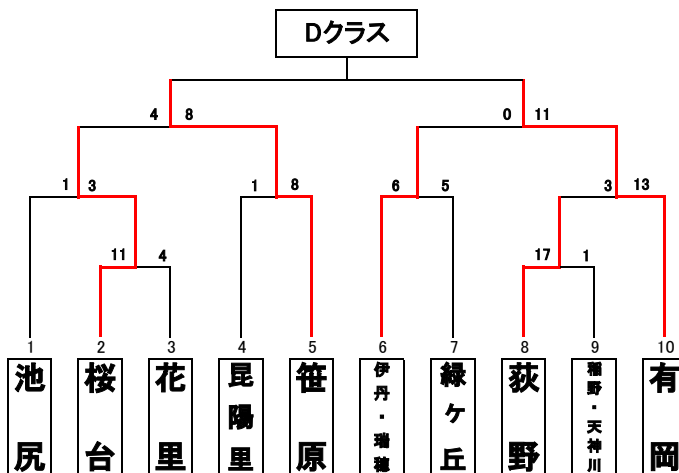 Dクラス
4 8 0 11
1 3 1 8 6 5 3 13
11 4 17 1
1 2 3 4 5 6 7 8 9 10
池尻
桜台
花里
昆陽里
笹原
伊丹・瑞穂
緑ケ丘
荻野
稲野・天神川
有岡